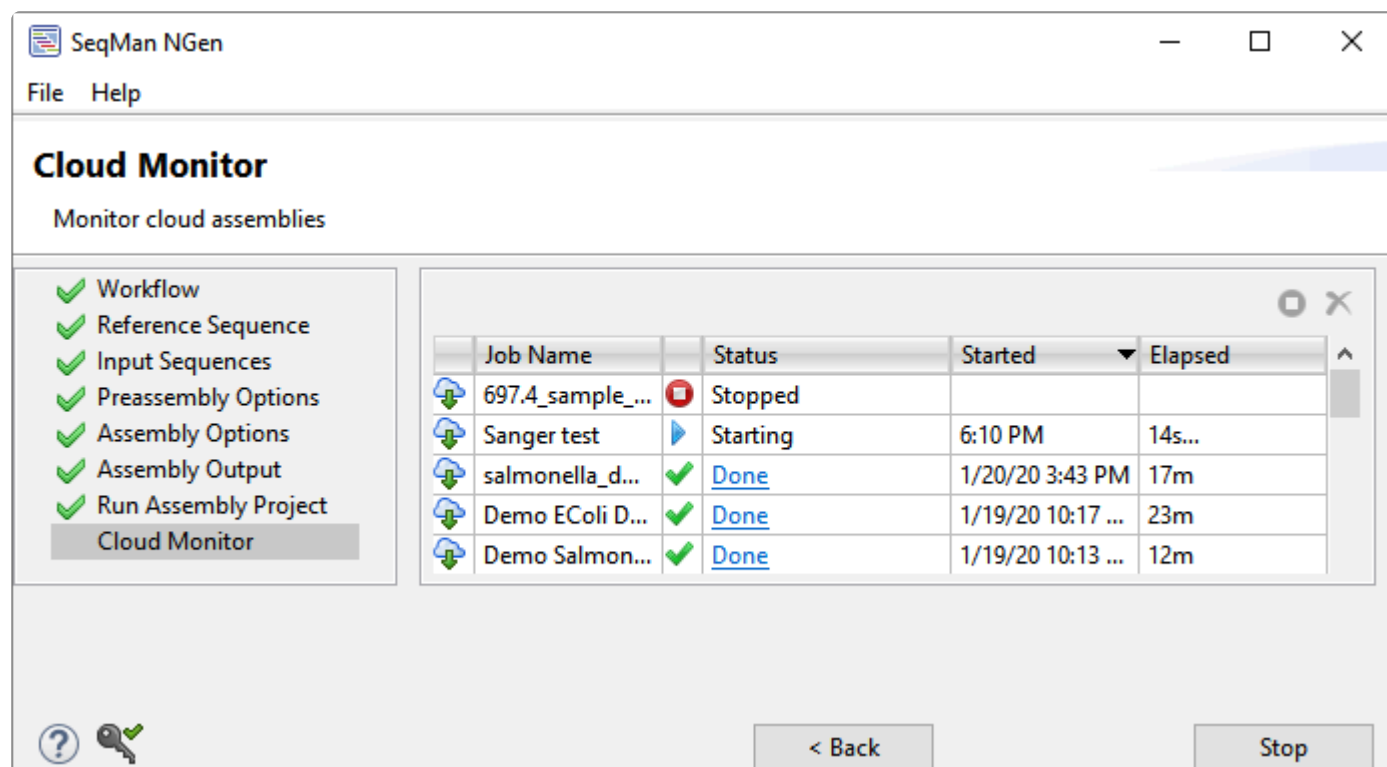 SeqMan NGen
File Help
Cloud Monitor
Monitor cloud assemblies
Workflow
Reference Sequence
Input Sequences
Preassembly Options
Assembly Options
Assembly Output
Run Assembly Project
Cloud Monitor
Job Name Status Started Elapsed
697.4_sample_... Stopped
Sanger test Starting 6:10 PM 14s...
salmonella_d... Done 1/20/20 3:43 PM 17m
Demo EColi D... Done 1/19/20 10:17 ... 23m
Demo Salmon... Done 1/19/20 10:13 ... 12m
? < Back Stop